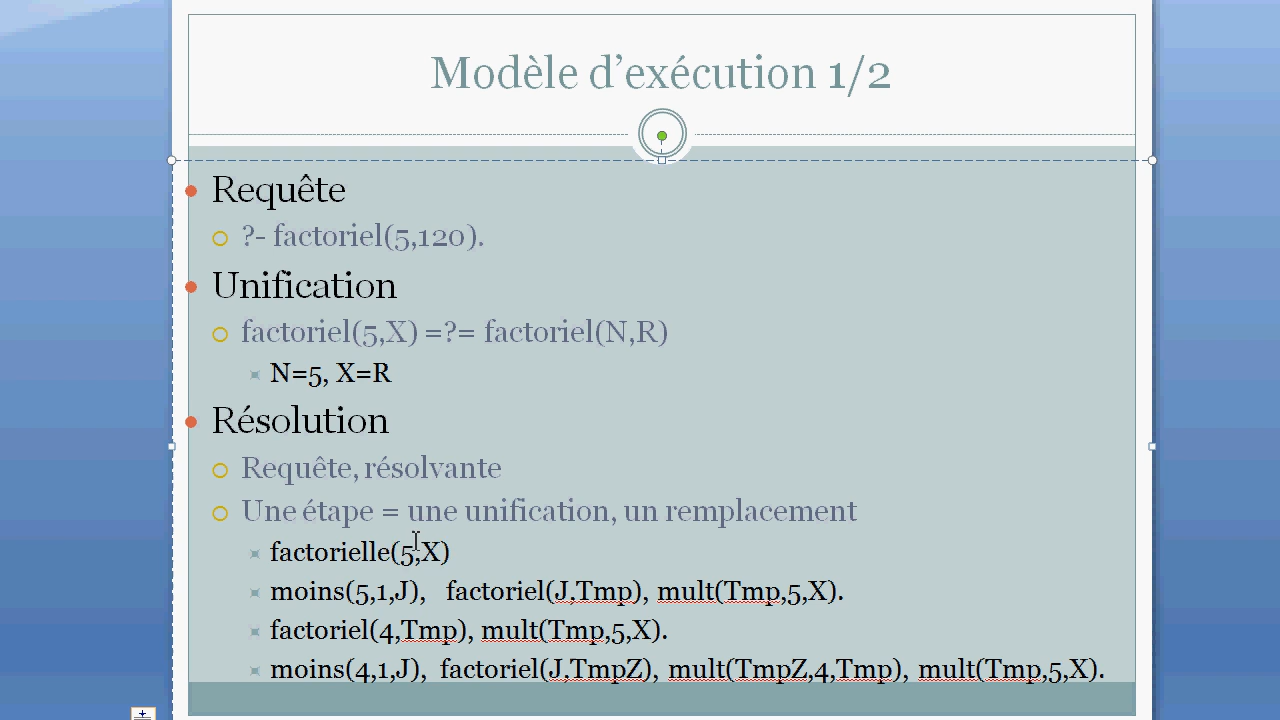 Modèle d'exécution 1/2
Requête
?- factoriel(5,120).
Unification
factoriel(5,X) =?= factoriel(N,R)
N=5, X=R
Résolution
Requête, résolvante
Une étape = une unification, un remplacement
factorielle(5,X)
moins(5,1,J), factoriel(J,Tmp), mult(Tmp,5,X).
factoriel(4,Tmp), mult(Tmp,5,X).
moins(4,1,J), factoriel(J,TmpZ), mult(TmpZ,4,Tmp), mult(Tmp,5,X).